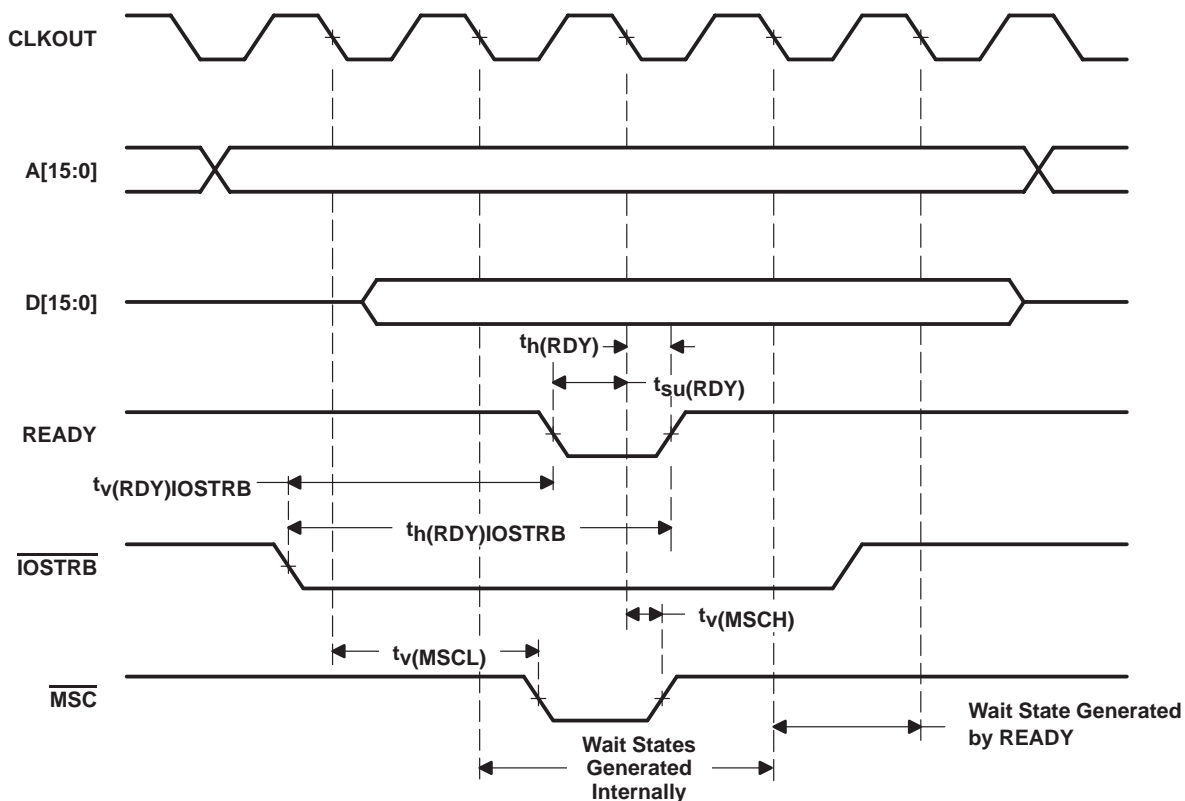 CLKOUT
A[15:0]
D[15:0]
th(RDY)
tsu(RDY)
READY
tv(RDY)IOSTRB
th(RDY)IOSTRB
IOSTRB
tv(MSCH)
tv(MSCL)
MSC
Wait State Generated
by READY
Wait States
Generated
Internally